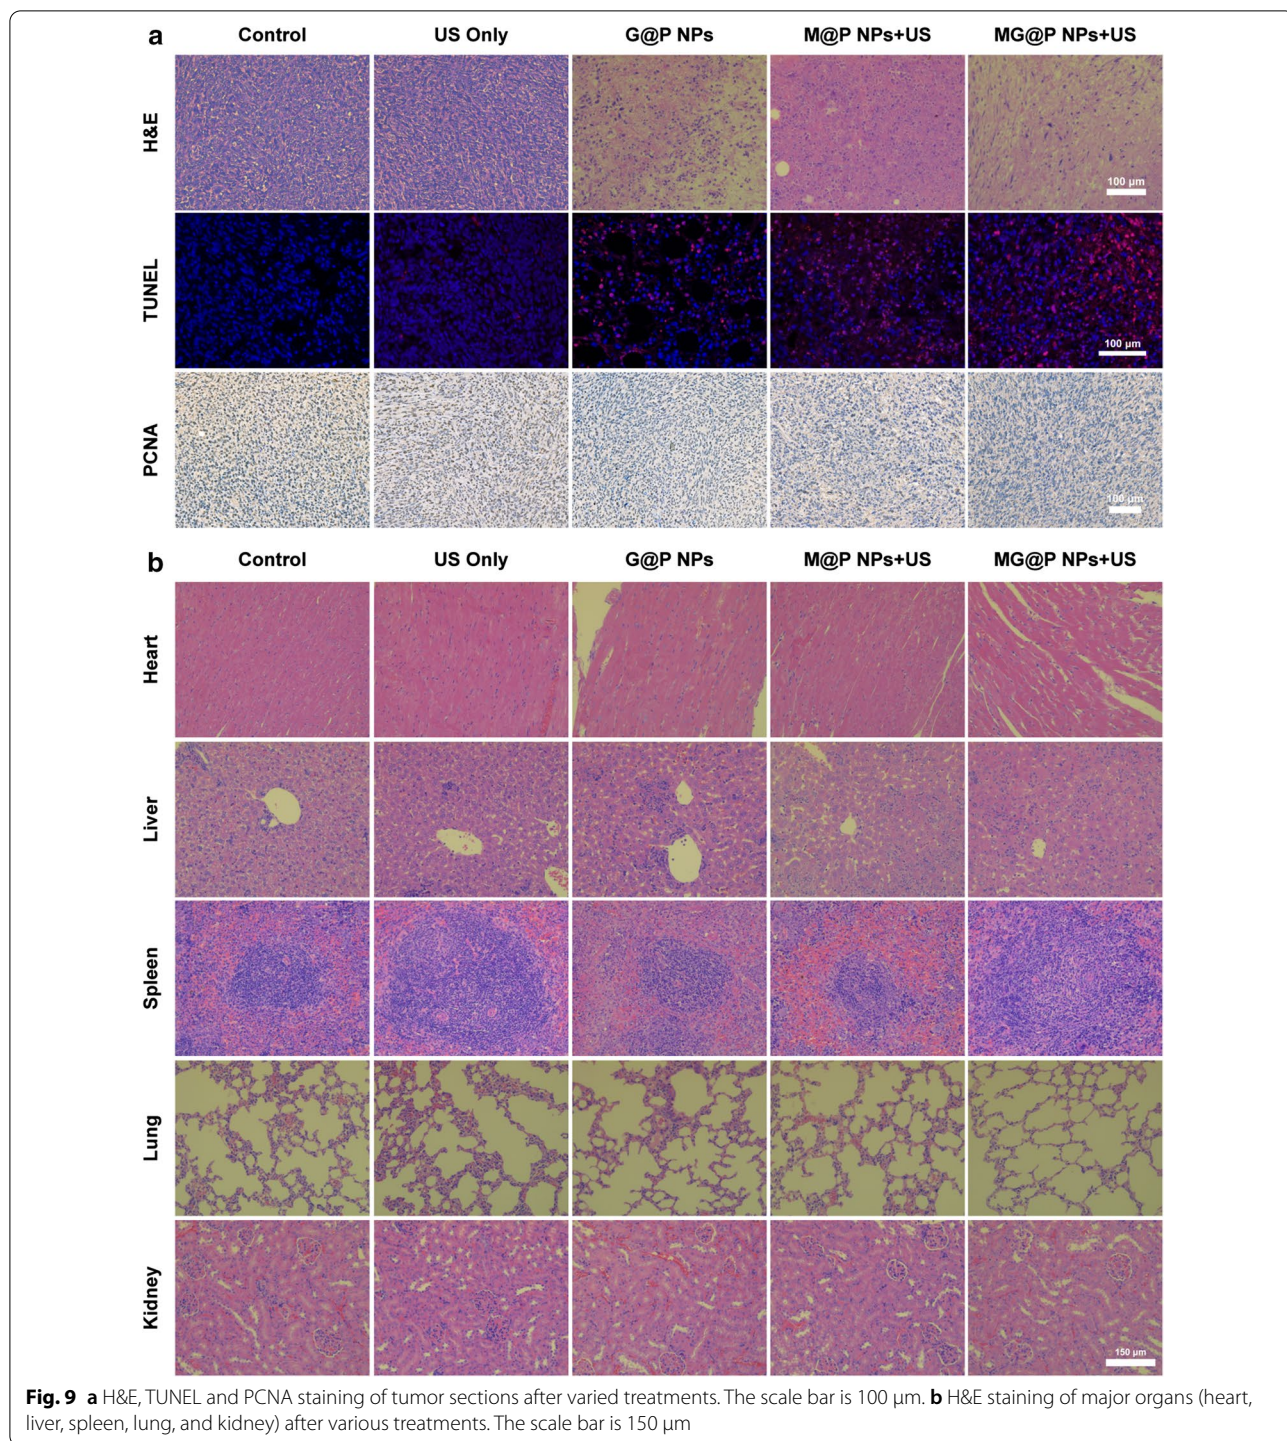 a
Control US Only G@P NPs M@P NPs+US MG@P NPs+US
H&E
100 µm
TUNEL
100 µm
PCNA
100 µm
b
Control US Only G@P NPs M@P NPs+US MG@P NPs+US
Heart
Liver
Spleen
Lung
Kidney
150 µm
Fig. 9 a H&E, TUNEL and PCNA staining of tumor sections after varied treatments. The scale bar is 100 µm. b H&E staining of major organs (heart,
liver, spleen, lung, and kidney) after various treatments. The scale bar is 150 µm